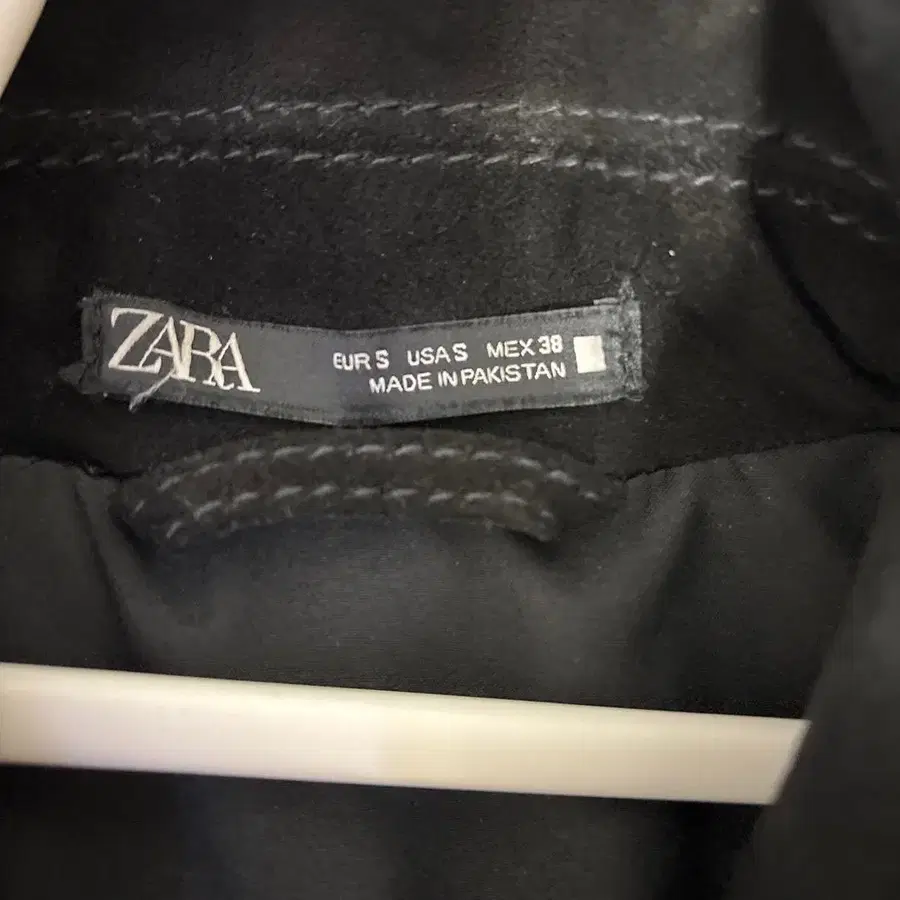 ZARA
EUR S USA S MEX 38
MADE IN PAKISTAN